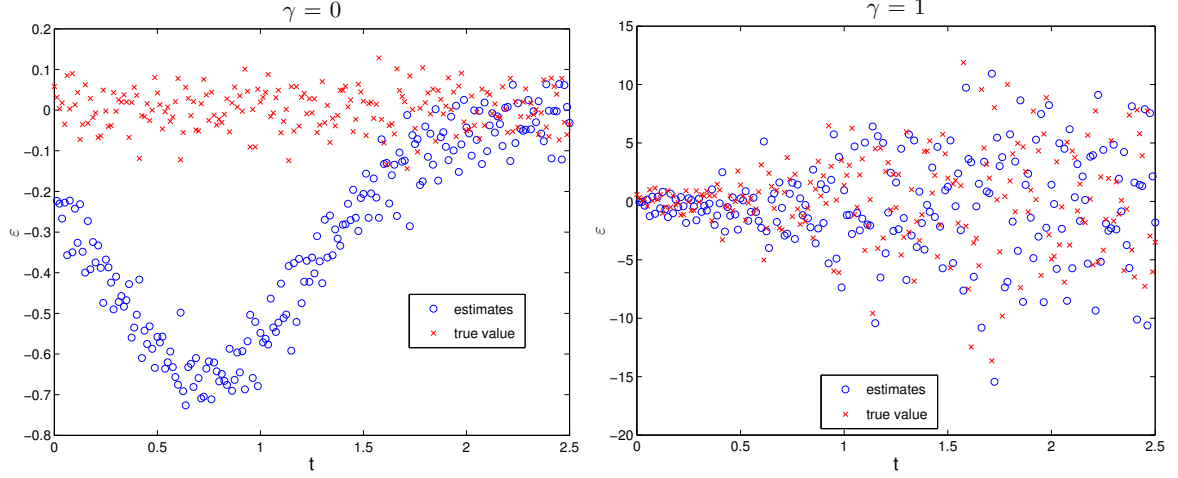 γ = 0
0.2
0.1
0
−0.1
−0.2
−0.3
−0.4
−0.5
−0.6
−0.7
−0.8
ε
0 0.5 1 1.5 2 2.5
t
estimates
true value
γ = 1
15
10
5
0
−5
−10
−15
−20
ε
0 0.5 1 1.5 2 2.5
t
estimates
true value